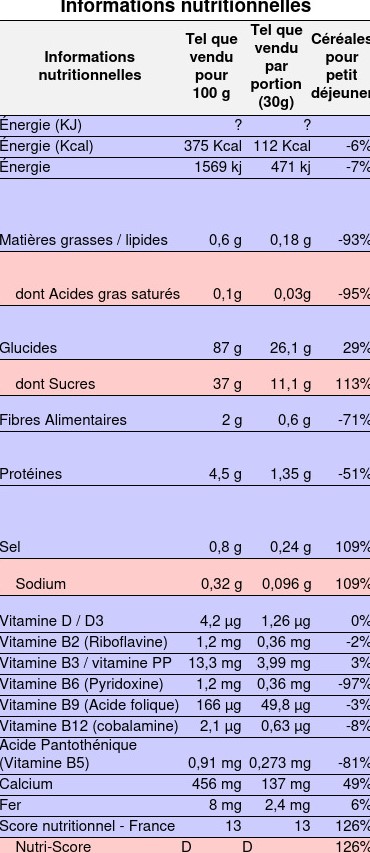 Informations nutritionnelles
Informations nutritionnelles Tel que vendu pour 100 g Tel que vendu par portion (30g) Céréales pour petit déjeuner
Énergie (KJ) ? ?
Énergie (Kcal) 375 Kcal 112 Kcal -6%
Énergie 1569 kj 471 kj -7%
Matières grasses / lipides 0,6 g 0,18 g -93%
dont Acides gras saturés 0,1g 0,03g -95%
Glucides 87 g 26,1 g 29%
dont Sucres 37 g 11,1 g 113%
Fibres Alimentaires 2 g 0,6 g -71%
Protéines 4,5 g 1,35 g -51%
Sel 0,8 g 0,24 g 109%
Sodium 0,32 g 0,096 g 109%
Vitamine D / D3 4,2 µg 1,26 µg 0%
Vitamine B2 (Riboflavine) 1,2 mg 0,36 mg -2%
Vitamine B3 / vitamine PP 13,3 mg 3,99 mg 3%
Vitamine B6 (Pyridoxine) 1,2 mg 0,36 mg -97%
Vitamine B9 (Acide folique) 166 µg 49,8 µg -3%
Vitamine B12 (cobalamine) 2,1 µg 0,63 µg -8%
Acide Pantothénique
(Vitamine B5) 0,91 mg 0,273 mg -81%
Calcium 456 mg 137 mg 49%
Fer 8 mg 2,4 mg 6%
Score nutritionnel - France 13 13 126%
Nutri-Score D D 126%